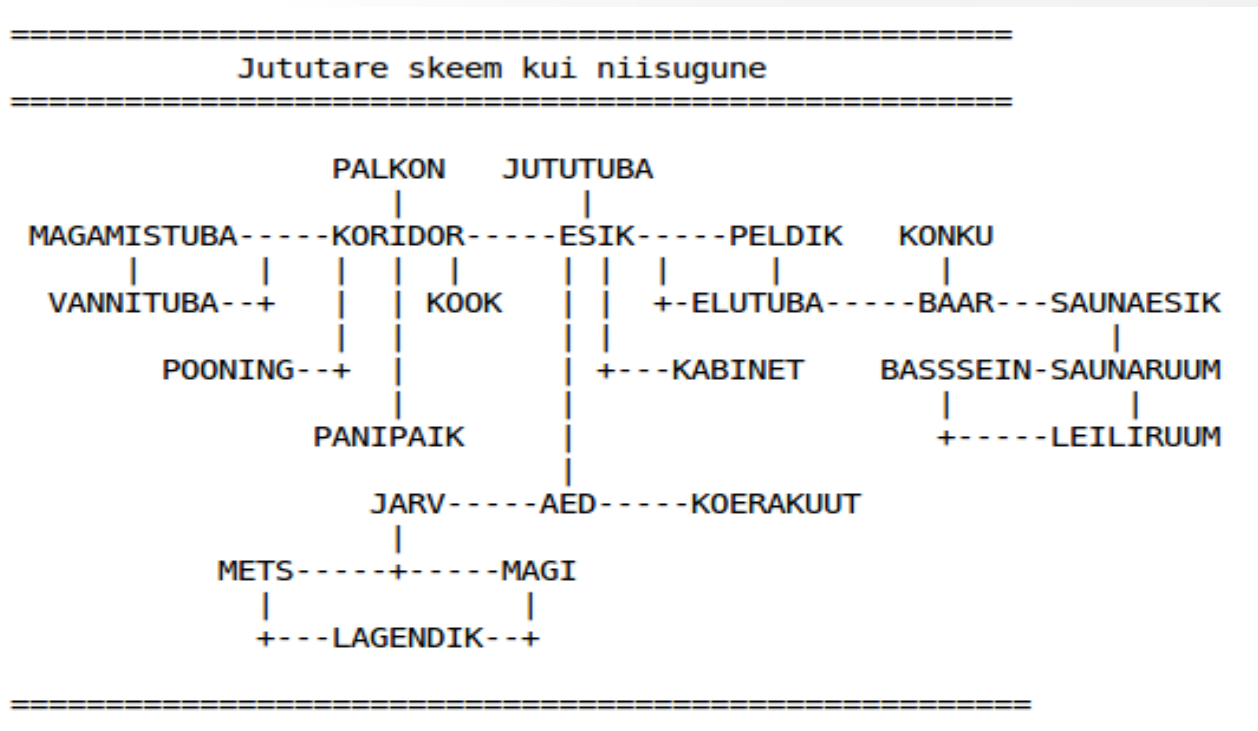 =====================================================
            Jututare skeem kui niisugune
=====================================================

                 PALKON   JUTUTUBA
                    |         |
 MAGAMISTUBA-----KORIDOR-----ESIK-----PELDIK   KONKU
      |      |   |  |  |     | |  |     |        |
  VANNITUBA--+   |  | KOOK   | |  +-ELUTUBA-----BAAR---SAUNAESIK
                 |  |        | |                           |
        POONING--+  |        | +---KABINET    BASSSEIN-SAUNARUUM
                    |        |                   |         |
                PANIPAIK     |                   +-----LEILIRUUM
                             |
                   JARV-----AED-----KOERAKUUT
                    |
           METS-----+-----MAGI
             |             |
             +---LAGENDIK--+

======================================================